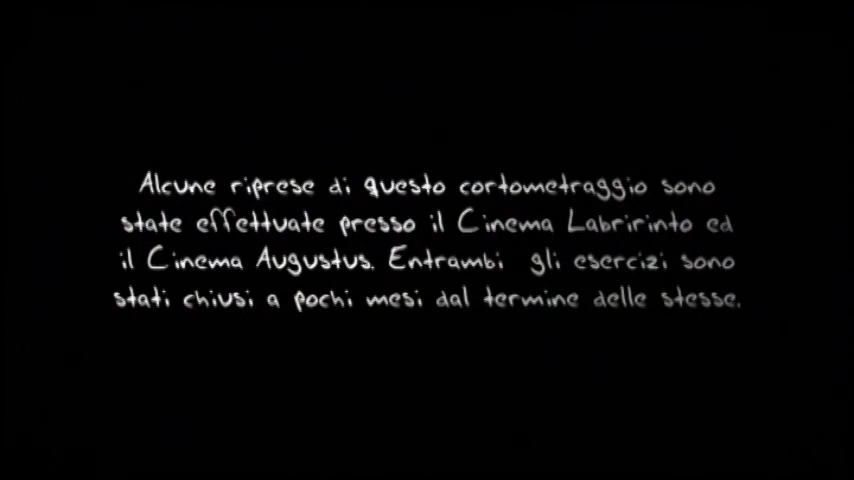 Alcune riprese di questo cortometraggio sono
state effettuate presso il Cinema Labririnto ed
il Cinema Augustus. Entrambi gli esercizi sono
stati chiusi a pochi mesi dal termine delle stesse.